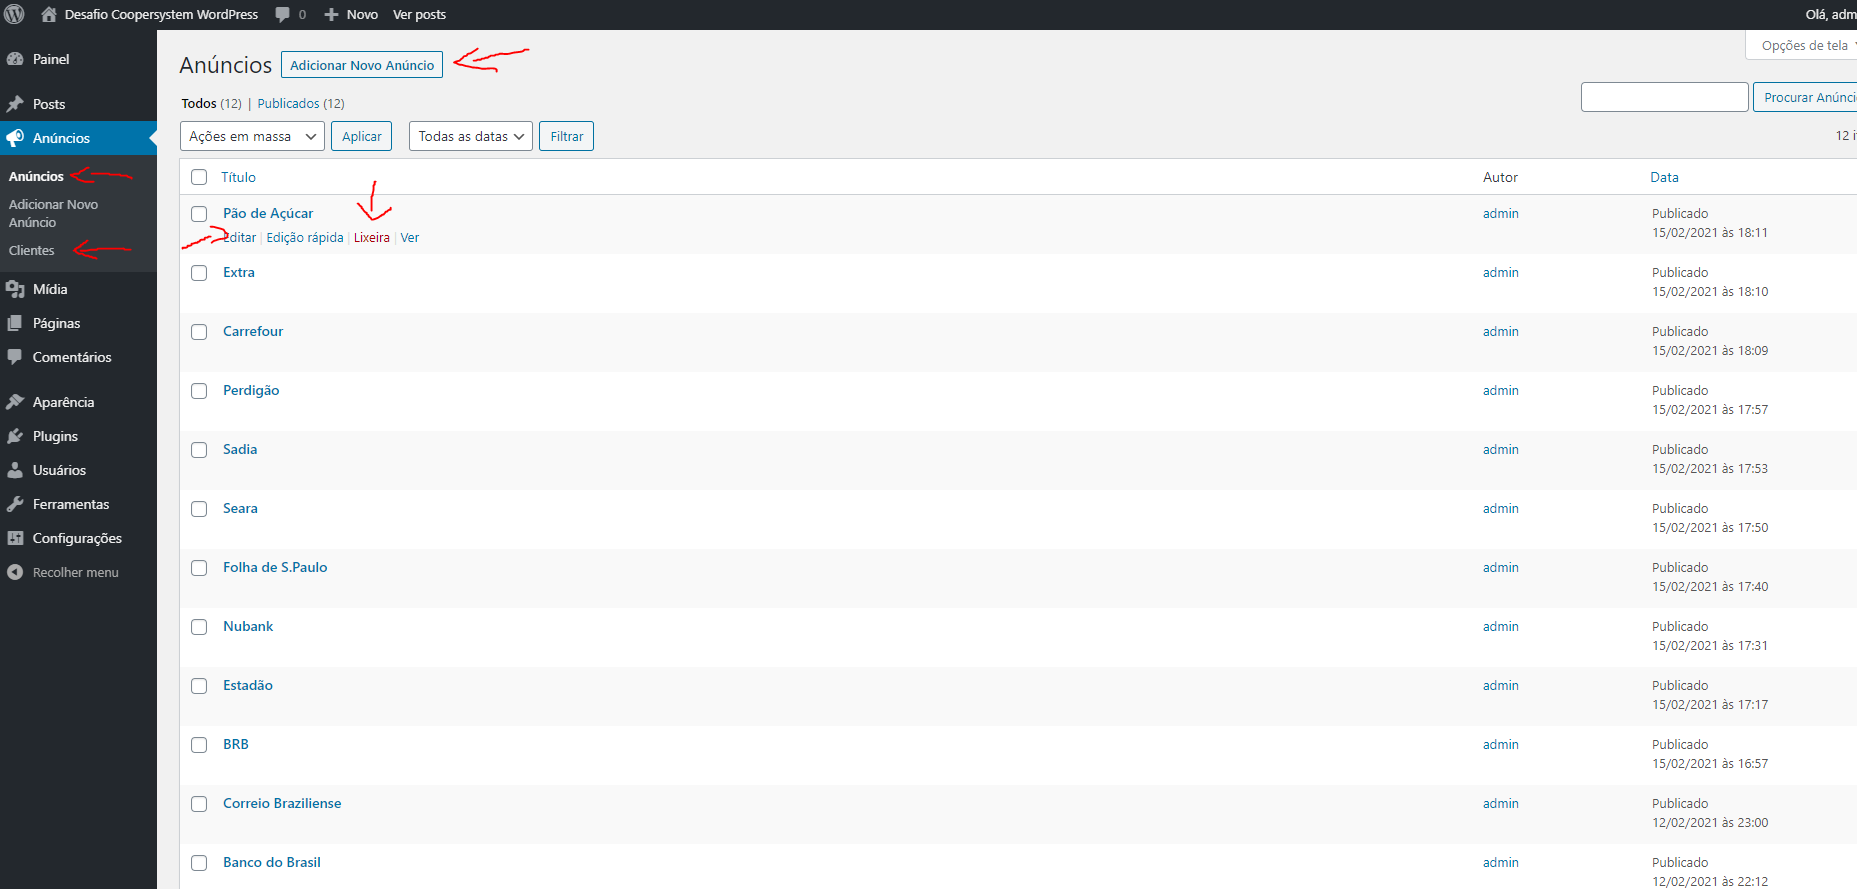 Desafio Coopersystem WordPress 0 Novo Ver posts Olá, adm
Painel
Posts
Anúncios
Anúncios
Adicionar Novo
Anúncio
Clientes
Mídia
Páginas
Comentários
Aparência
Plugins
Usuários
Ferramentas
Configurações
Recolher menu
Opções de tela
Anúncios Adicionar Novo Anúncio
Todos (12) | Publicados (12)
Procurar Anúnci
Ações em massa Aplicar Todas as datas Filtrar
12 i
Título Autor Data
Pão de Açúcar admin Publicado
15/02/2021 às 18:11
Editar | Edição rápida | Lixeira | Ver
Extra admin Publicado
15/02/2021 às 18:10
Carrefour admin Publicado
15/02/2021 às 18:09
Perdigão admin Publicado
15/02/2021 às 17:57
Sadia admin Publicado
15/02/2021 às 17:53
Seara admin Publicado
15/02/2021 às 17:50
Folha de S.Paulo admin Publicado
15/02/2021 às 17:40
Nubank admin Publicado
15/02/2021 às 17:31
Estadão admin Publicado
15/02/2021 às 17:17
BRB admin Publicado
15/02/2021 às 16:57
Correio Braziliense admin Publicado
12/02/2021 às 23:00
Banco do Brasil admin Publicado
12/02/2021 às 22:12